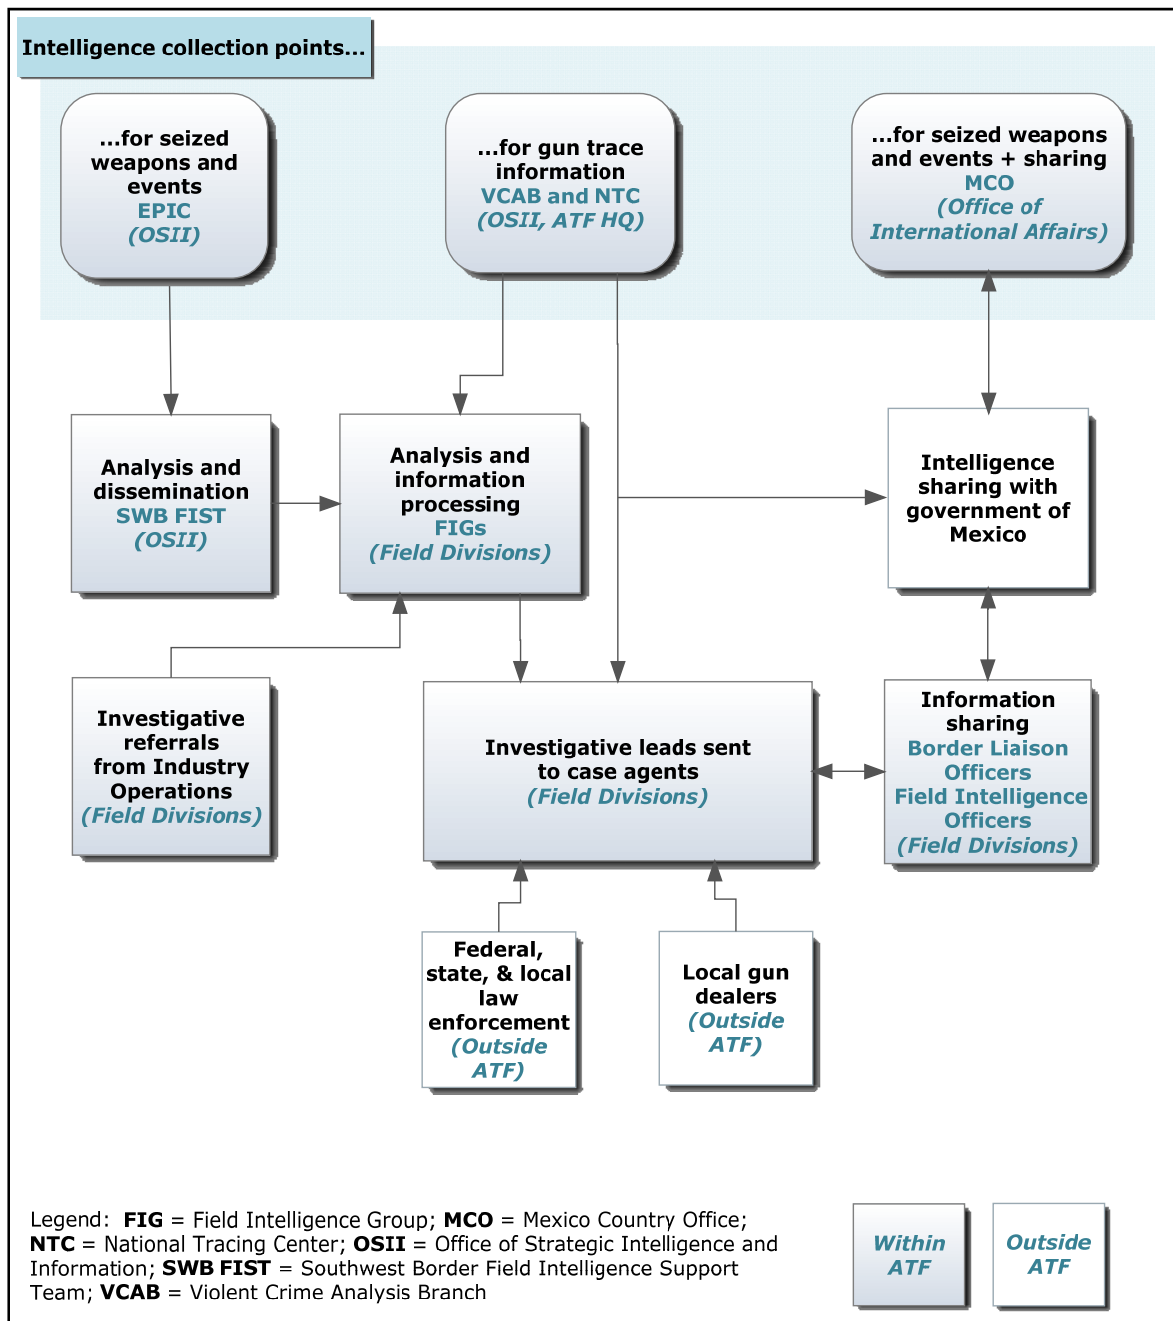 Intelligence collection points...
...for seized
weapons and
events
EPIC
(OSII)
...for gun trace
information
VCAB and NTC
(OSII, ATF HQ)
...for seized weapons
and events + sharing
MCO
(Office of
International Affairs)
Analysis and
dissemination
SWB FIST
(OSII)
Analysis and
information
processing
FIGs
(Field Divisions)
Intelligence
sharing with
government of
Mexico
Investigative
referrals
from Industry
Operations
(Field Divisions)
Investigative leads sent
to case agents
(Field Divisions)
Information
sharing
Border Liaison
Officers
Field Intelligence
Officers
(Field Divisions)
Federal,
state, & local
law
enforcement
(Outside
ATF)
Local gun
dealers
(Outside
ATF)
Legend: FIG = Field Intelligence Group; MCO = Mexico Country Office;
NTC = National Tracing Center; OSII = Office of Strategic Intelligence and
Information; SWB FIST = Southwest Border Field Intelligence Support
Team; VCAB = Violent Crime Analysis Branch
Within
ATF
Outside
ATF